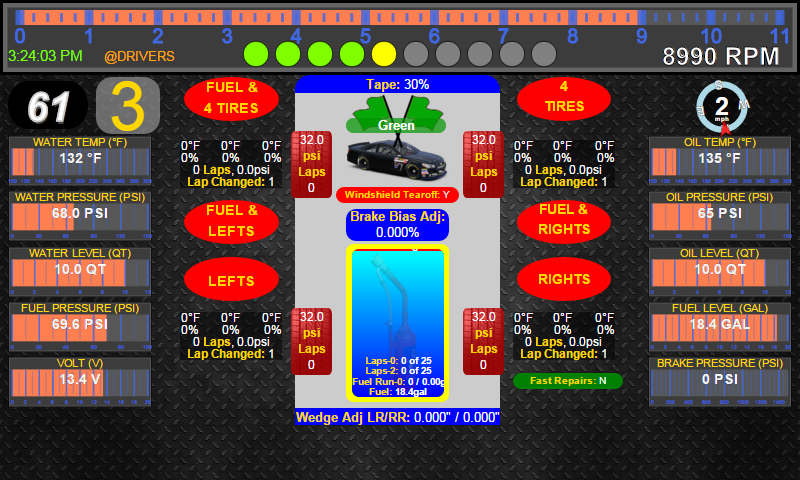 0 1 2 3 4 5 6 7 8 9 10 11
3:24:03 PM @DRIVERS 8990 RPM
61 3
FUEL &
4 TIRES
Tape: 30%
4
TIRES
S
E W
2
mph
Green
WATER TEMP (°F)
132 °F
0°F 0°F 0°F
0% 0% 0%
0 Laps, 0.0psi
Lap Changed: 1
32.0
psi
Laps
0
32.0
psi
Laps
0
0°F 0°F 0°F
0% 0% 0%
0 Laps, 0.0psi
Lap Changed: 1
OIL TEMP (°F)
135 °F
Windshield Tearoff: Y
WATER PRESSURE (PSI)
68.0 PSI
FUEL &
LEFTS
Brake Bias Adj:
0.000%
FUEL &
RIGHTS
OIL PRESSURE (PSI)
65 PSI
WATER LEVEL (QT)
10.0 QT
LEFTS
RIGHTS
OIL LEVEL (QT)
10.0 QT
FUEL PRESSURE (PSI)
69.6 PSI
0°F 0°F 0°F
0% 0% 0%
0 Laps, 0.0psi
Lap Changed: 1
32.0
psi
Laps
0
Laps-0: 0 of 25
Laps-2: 0 of 25
Fuel Run-0: 0 / 0.00g
Fuel: 18.4gal
32.0
psi
Laps
0
0°F 0°F 0°F
0% 0% 0%
0 Laps, 0.0psi
Lap Changed: 1
FUEL LEVEL (GAL)
18.4 GAL
VOLT (V)
13.4 V
Fast Repairs: N
BRAKE PRESSURE (PSI)
0 PSI
Wedge Adj LR/RR: 0.000" / 0.000"